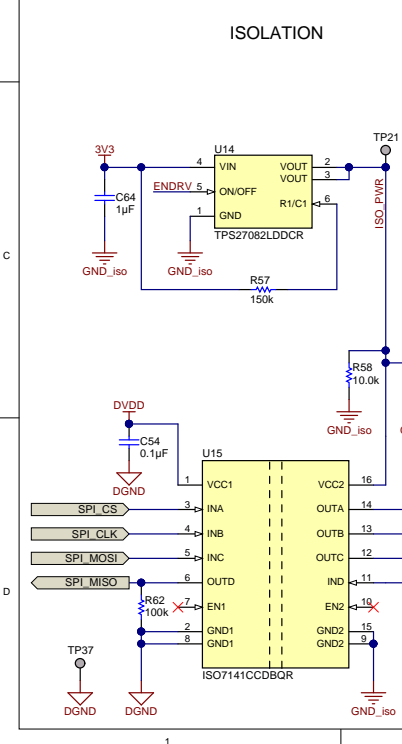 ISOLATION
TP21
3V3
U14
4
VIN
VOUT
2
VOUT
3
C64
1µF
ENDRV
5
ON/OFF
R1/C1
6
ISO_PWR
1
GND
TPS27082LDDCR
C
GND_iso
GND_iso
R57
150k
R58
10.0k
GND_iso
DVDD
C54
0.1µF
DGND
U15
1
VCC1
VCC2
16
SPI_CS
3
INA
OUTA
14
SPI_CLK
4
INB
OUTB
13
SPI_MOSI
5
INC
OUTC
12
SPI_MISO
6
OUTD
IND
11
D
R62
100k
7
EN1
EN2
10
2
GND1
GND2
15
8
GND1
GND2
9
TP37
ISO7141CCDBQR
DGND
DGND
GND_iso
1